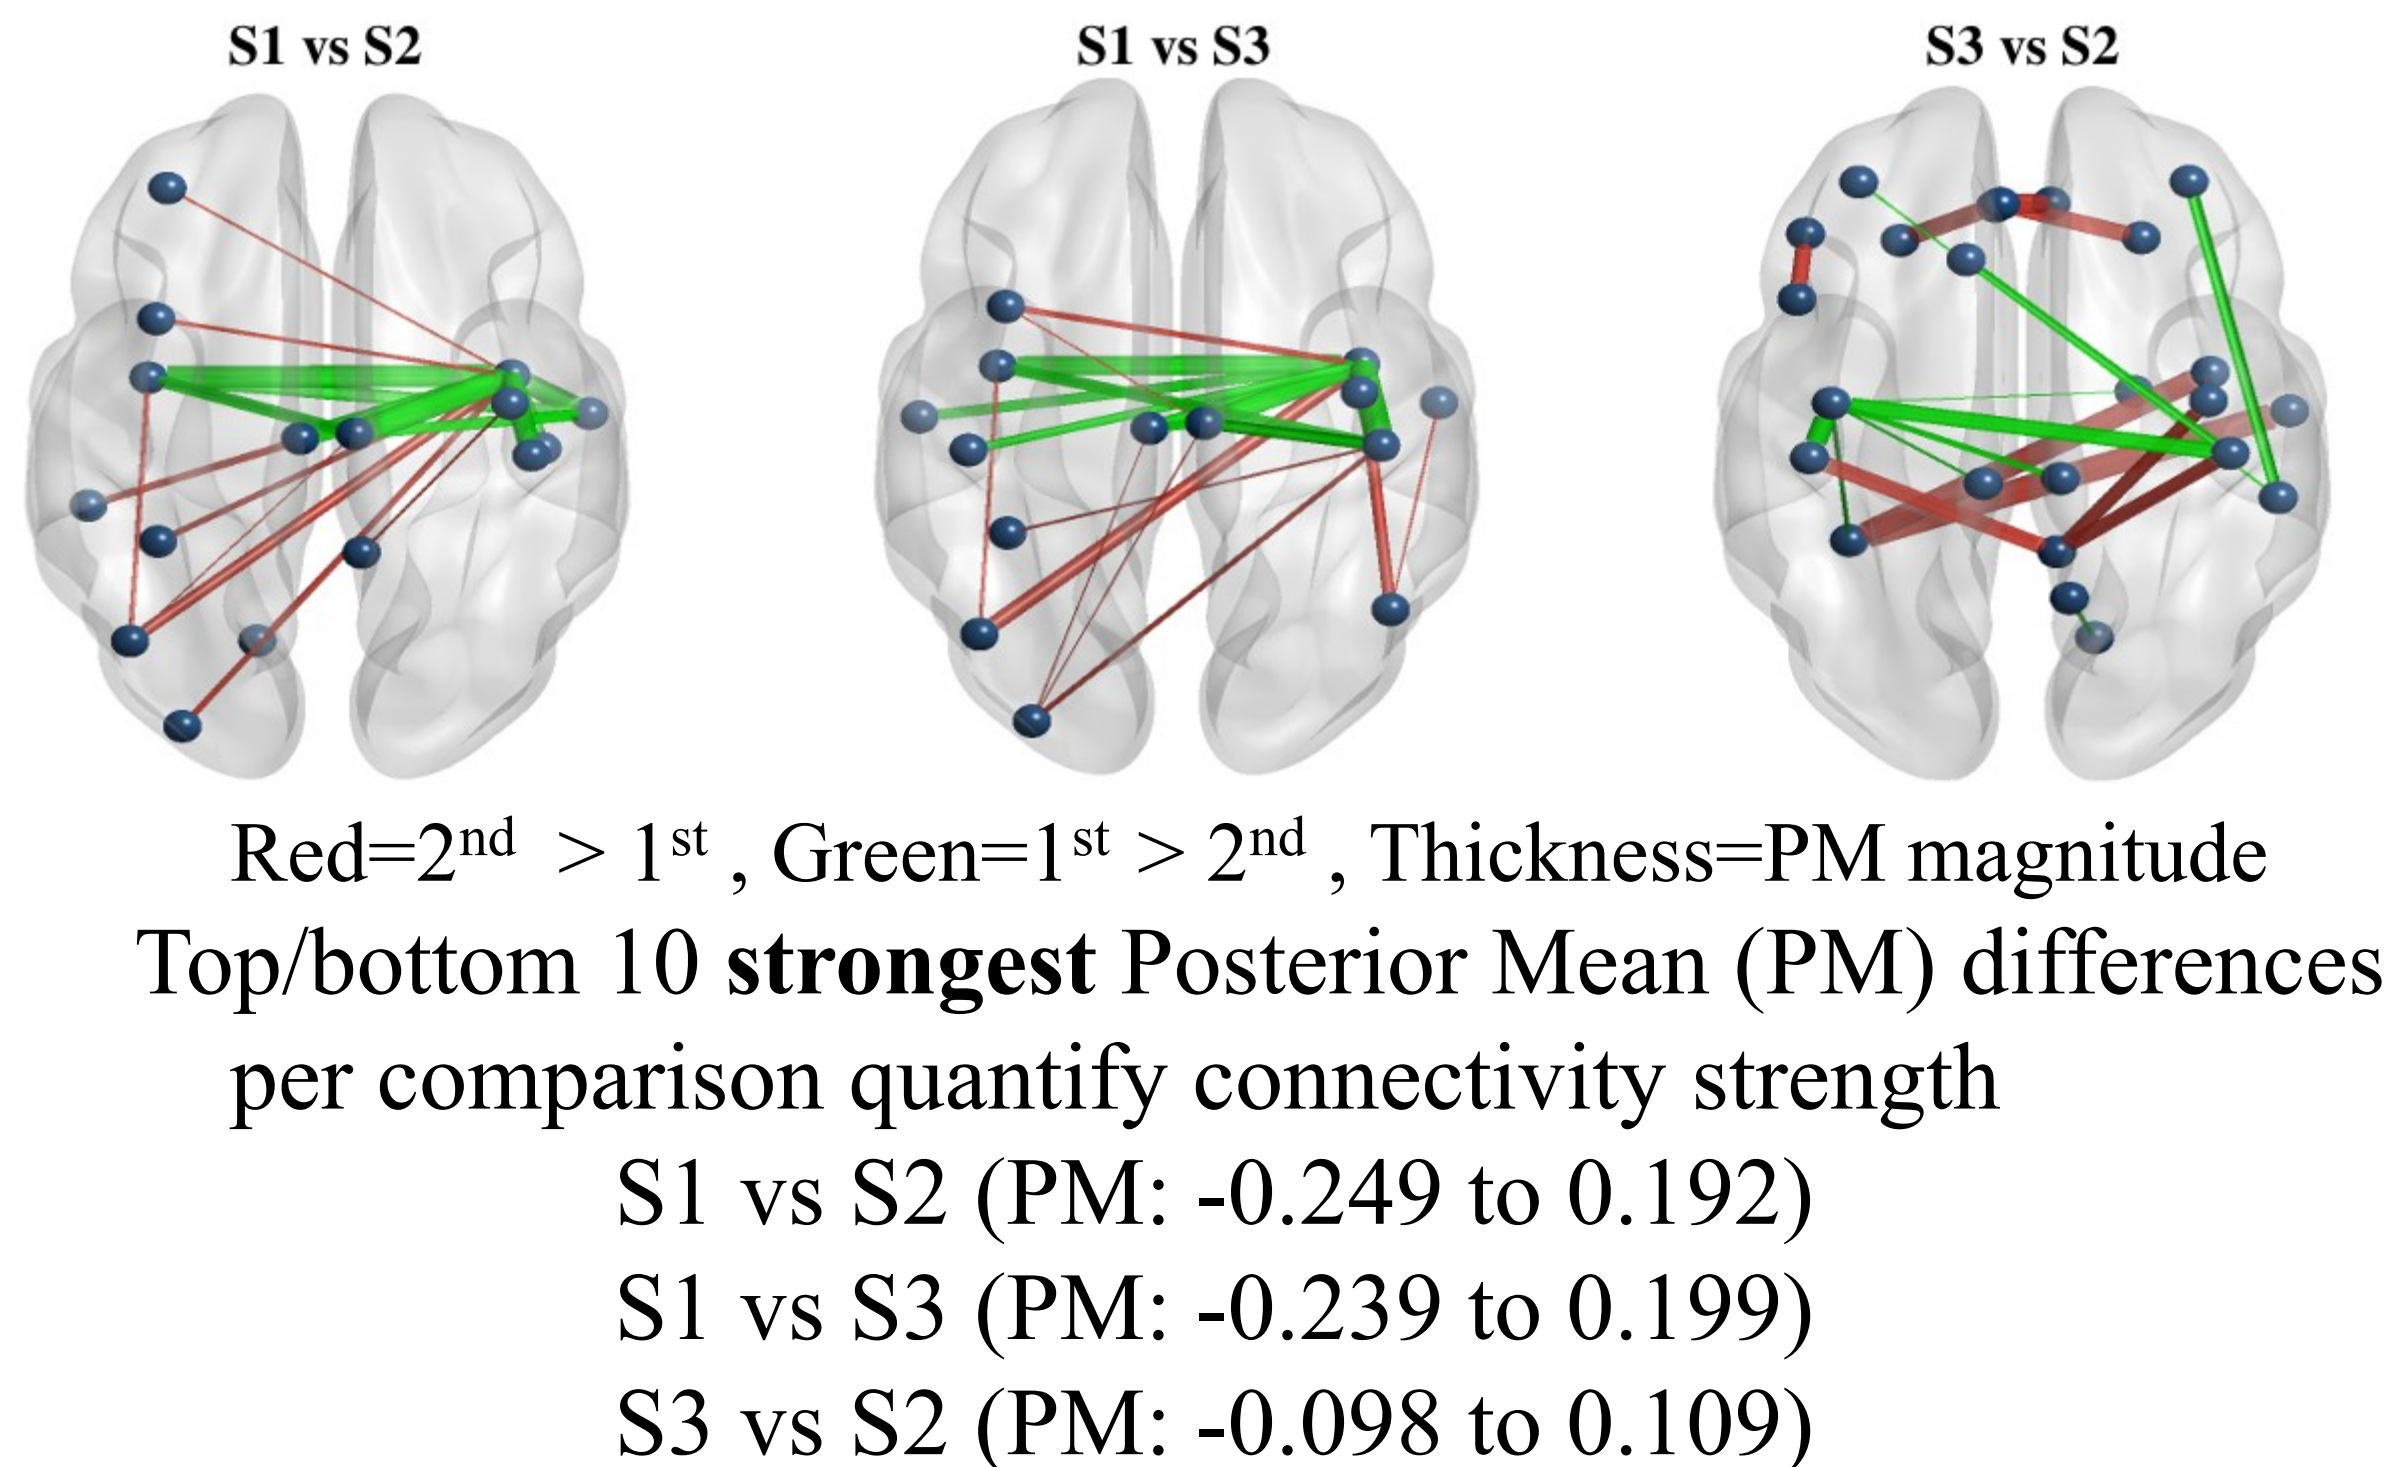 S1 vs S2 S1 vs S3 S3 vs S2
Red=2nd > 1st , Green=1st > 2nd , Thickness=PM magnitude
Top/bottom 10 strongest Posterior Mean (PM) differences
per comparison quantify connectivity strength
S1 vs S2 (PM: -0.249 to 0.192)
S1 vs S3 (PM: -0.239 to 0.199)
S3 vs S2 (PM: -0.098 to 0.109)